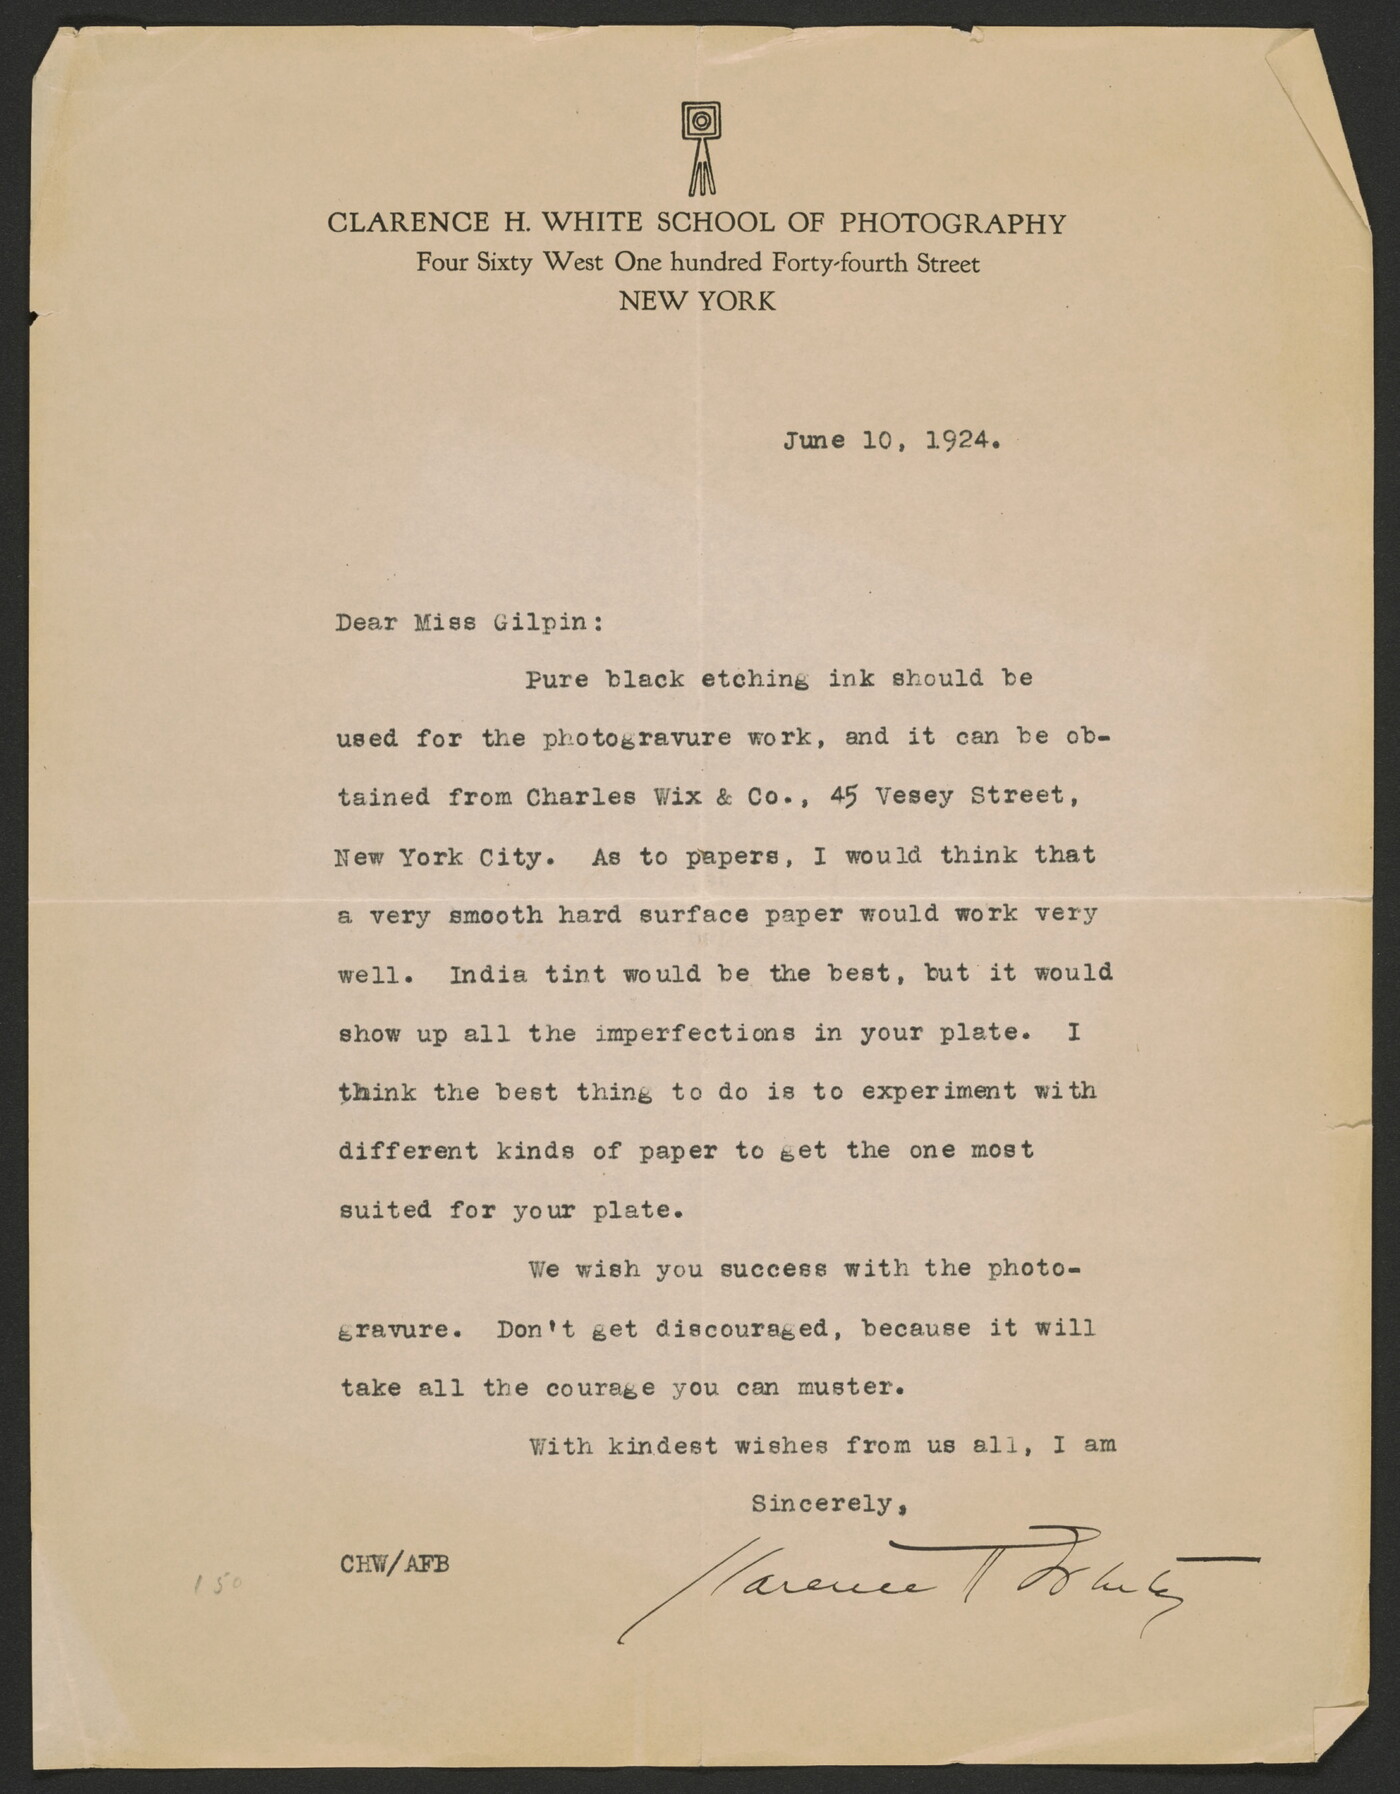 CLARENCE H. WHITE SCHOOL OF PHOTOGRAPHY
Four Sixty West One hundred Forty-fourth Street
NEW YORK
June 10, 1924.
Dear Miss Gilpin:
Pure black etching ink should be
used for the photogravure work, and it can be ob-
tained from Charles Wix & Co., 45 Vesey Street,
New York City. As to papers, I would think that
a very smooth hard surface paper would work very
well. India tint would be the best, but it would
show up all the imperfections in your plate. I
think the best thing to do is to experiment with
different kinds of paper to get the one most
suited for your plate.
We wish you success with the photo-
gravure. Don't get discouraged, because it will
take all the courage you can muster.
With kindest wishes from us all, I am
Sincerely,
CHW/AFB
Clarence H White
150